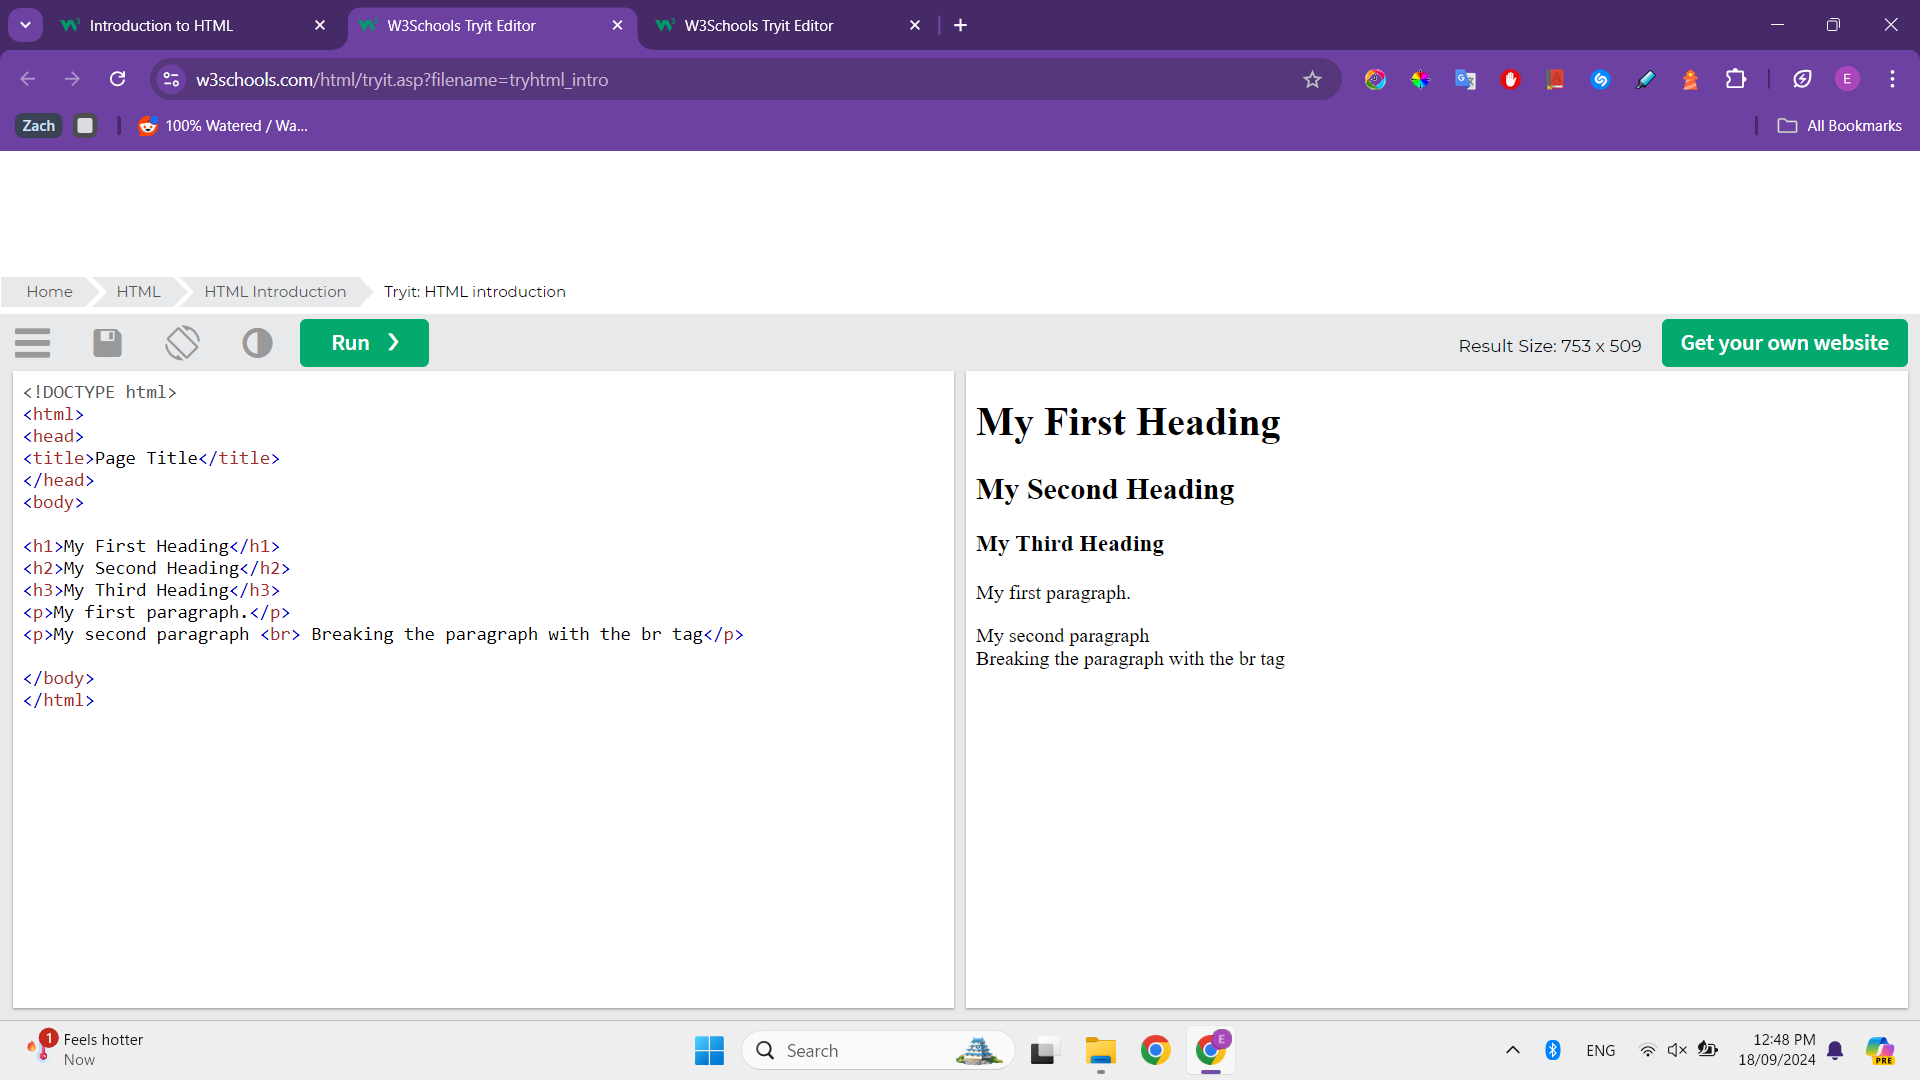 Introduction to HTML
W3Schools Tryit Editor
W3Schools Tryit Editor
w3schools.com/html/tryit.asp?filename=tryhtml_intro
E
Zach
100% Watered / Wa...
All Bookmarks
Home
HTML
HTML Introduction
Tryit: HTML introduction
Run ❯
Result Size: 753 x 509
Get your own website
<!DOCTYPE html>
<html>
<head>
<title>Page Title</title>
</head>
<body>
<h1>My First Heading</h1>
<h2>My Second Heading</h2>
<h3>My Third Heading</h3>
<p>My first paragraph.</p>
<p>My second paragraph <br> Breaking the paragraph with the br tag</p>
</body>
</html>
My First Heading
My Second Heading
My Third Heading
My first paragraph.
My second paragraph
Breaking the paragraph with the br tag
1
Feels hotter
Now
Search
E
ENG
12:48 PM
18/09/2024
PRE